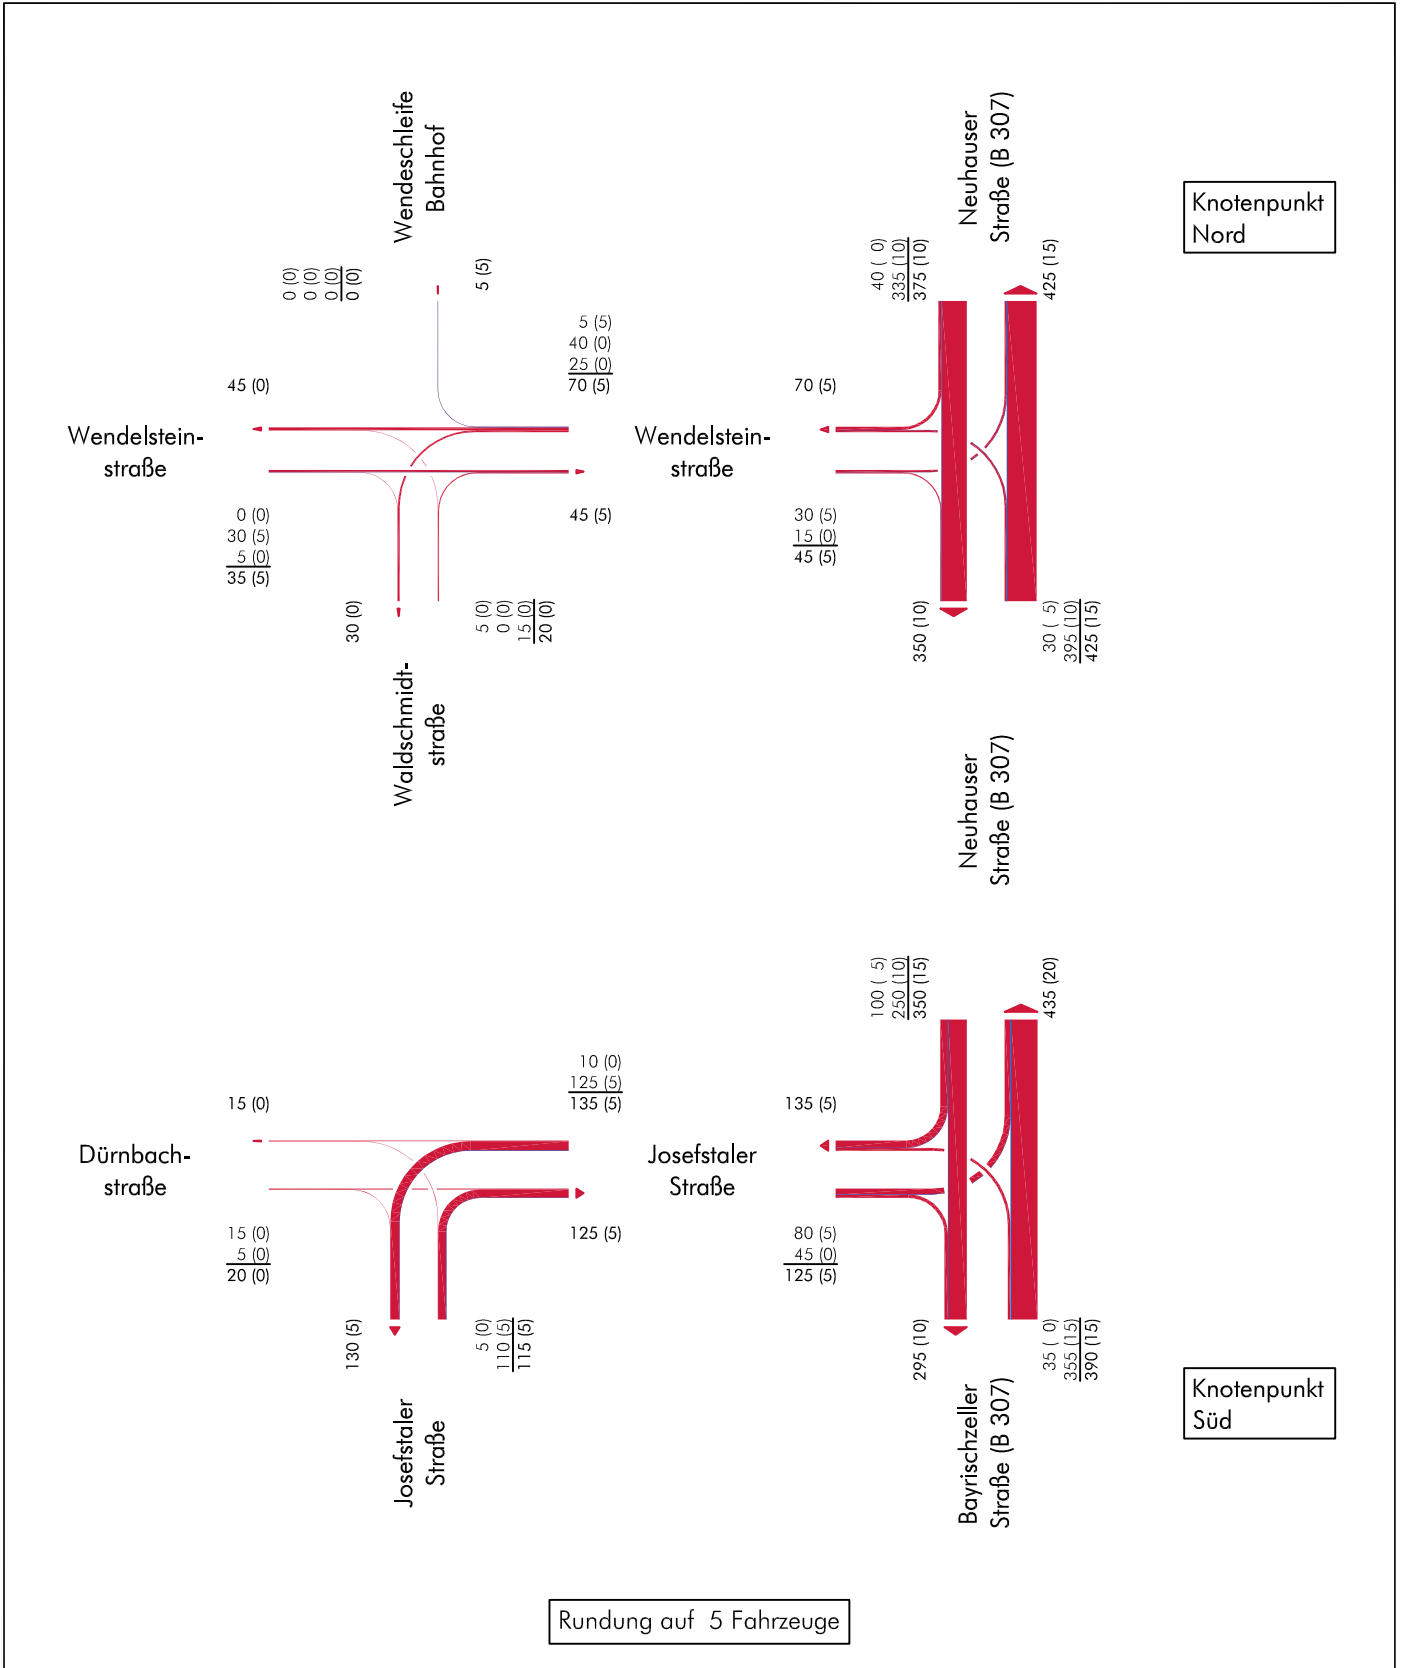 Wendeschleife
Bahnhof
0 (0)
0 (0)
0 (0)
0 (0)
5 (5)
5 (5)
40 (0)
25 (0)
70 (5)
45 (0)
Wendelstein-
straße
0 (0)
30 (5)
5 (0)
35 (5)
45 (5)
30 (0)
5 (0)
0 (0)
15 (0)
20 (0)
Waldschmidt-
straße
Neuhauser
Straße (B 307)
Knotenpunkt
Nord
40 ( 0)
335 (10)
375 (10)
425 (15)
70 (5)
Wendelstein-
straße
30 (5)
15 (0)
45 (5)
350 (10)
30 ( 5)
395 (10)
425 (15)
Neuhauser
Straße (B 307)
10 (0)
125 (5)
135 (5)
15 (0)
Dürnbach-
straße
15 (0)
5 (0)
20 (0)
125 (5)
130 (5)
5 (0)
110 (5)
115 (5)
Josefstaler
Straße
100 ( 5)
250 (10)
350 (15)
435 (20)
135 (5)
Josefstaler
Straße
80 (5)
45 (0)
125 (5)
295 (10)
35 ( 0)
355 (15)
390 (15)
Bayrischzeller
Straße (B 307)
Knotenpunkt
Süd
Rundung auf 5 Fahrzeuge